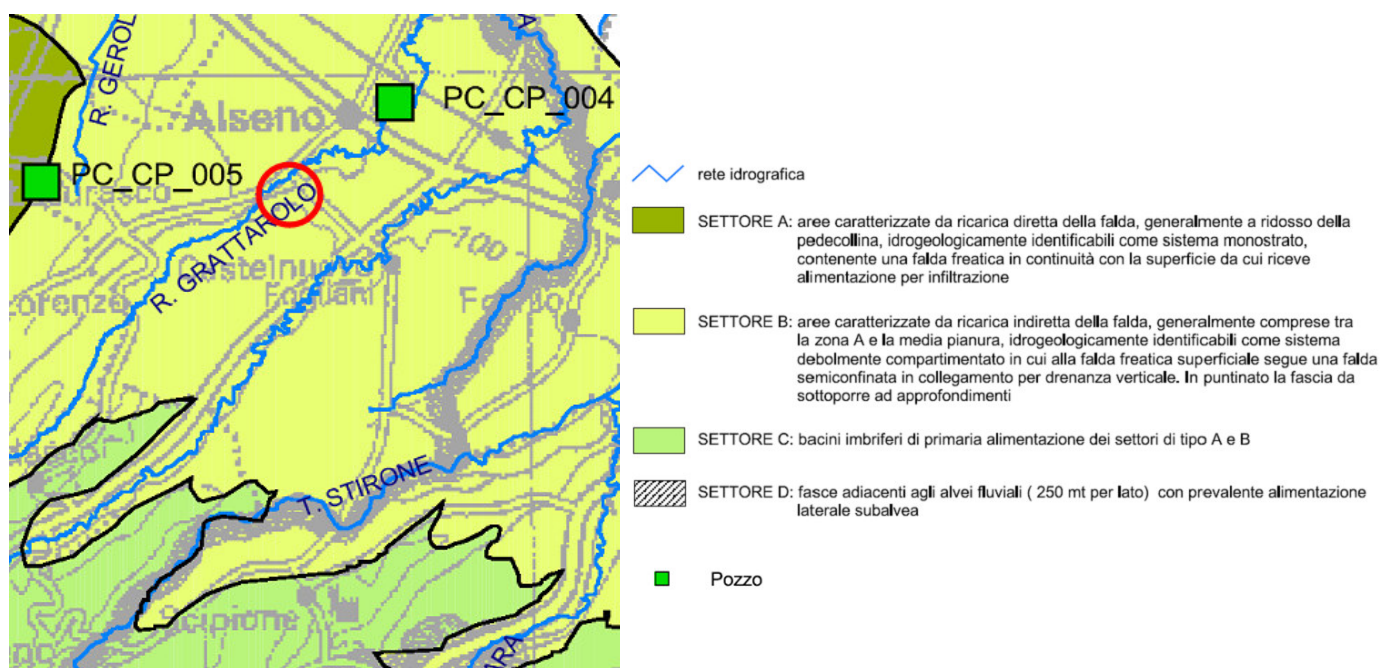 R. GEROL
PC_CP_004
Alseno
PC_CP_005
R. GRATTAROLO
100
Castelnuovo
Fogliani
T. STIRONE
Scipione
ARA
rete idrografica
SETTORE A: aree caratterizzate da ricarica diretta della falda, generalmente a ridosso della
pedecollina, idrogeologicamente identificabili come sistema monostrato,
contenente una falda freatica in continuità con la superficie da cui riceve
alimentazione per infiltrazione
SETTORE B: aree caratterizzate da ricarica indiretta della falda, generalmente comprese tra
la zona A e la media pianura, idrogeologicamente identificabili come sistema
debolmente compartimentato in cui alla falda freatica superficiale segue una falda
semiconfinata in collegamento per drenanza verticale. In puntinato la fascia da
sottoporre ad approfondimenti
SETTORE C: bacini imbriferi di primaria alimentazione dei settori di tipo A e B
SETTORE D: fasce adiacenti agli alvei fluviali ( 250 mt per lato) con prevalente alimentazione
laterale subalvea
Pozzo